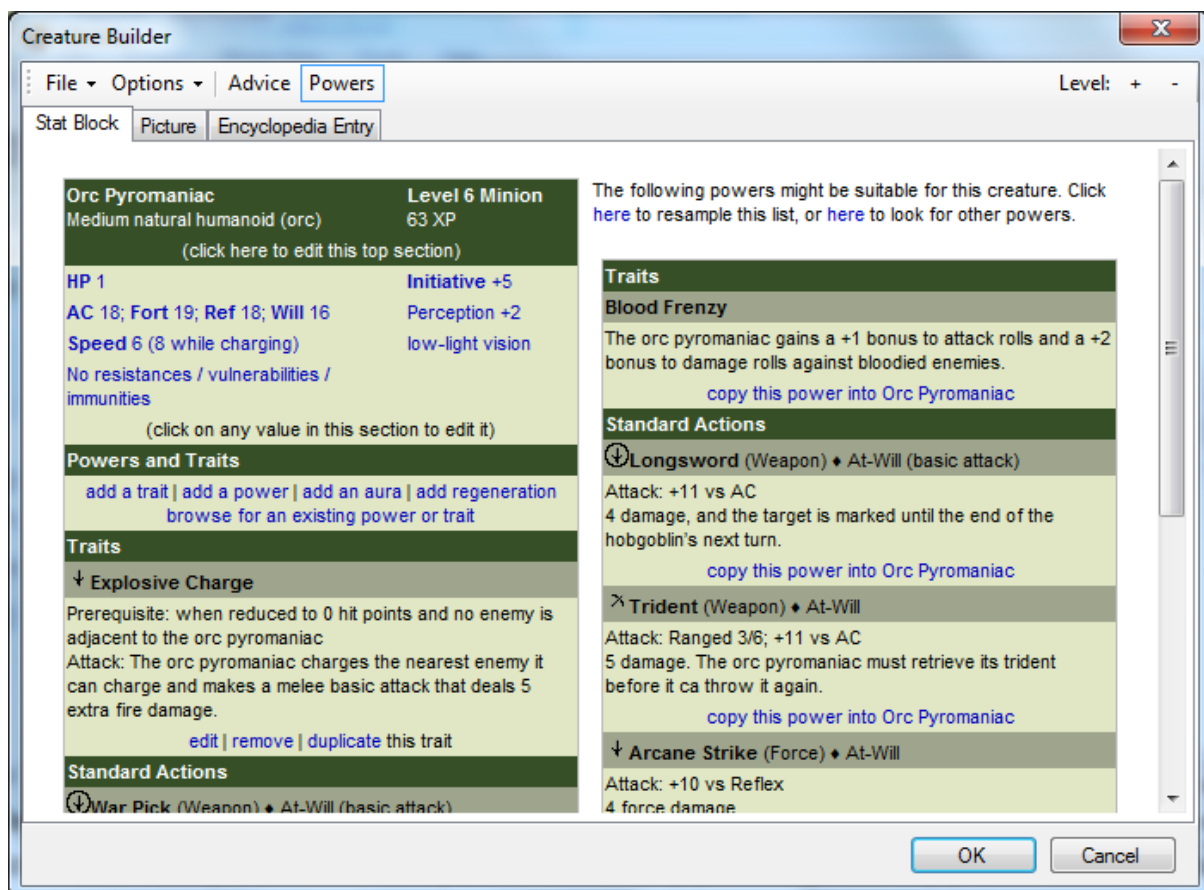 Creature Builder
File Options Advice Powers Level: + -
Stat Block Picture Encyclopedia Entry
Orc Pyromaniac Level 6 Minion
Medium natural humanoid (orc) 63 XP
(click here to edit this top section)
HP 1 Initiative +5
AC 18; Fort 19; Ref 18; Will 16 Perception +2
Speed 6 (8 while charging) low-light vision
No resistances / vulnerabilities /
immunities
(click on any value in this section to edit it)
Powers and Traits
add a trait | add a power | add an aura | add regeneration
browse for an existing power or trait
Traits
Explosive Charge
Prerequisite: when reduced to 0 hit points and no enemy is
adjacent to the orc pyromaniac
Attack: The orc pyromaniac charges the nearest enemy it
can charge and makes a melee basic attack that deals 5
extra fire damage.
edit | remove | duplicate this trait
Standard Actions
War Pick (Weapon) ♦ At-Will (basic attack)
The following powers might be suitable for this creature. Click
here to resample this list, or here to look for other powers.
Traits
Blood Frenzy
The orc pyromaniac gains a +1 bonus to attack rolls and a +2
bonus to damage rolls against bloodied enemies.
copy this power into Orc Pyromaniac
Standard Actions
Longsword (Weapon) ♦ At-Will (basic attack)
Attack: +11 vs AC
4 damage, and the target is marked until the end of the
hobgoblin's next turn.
copy this power into Orc Pyromaniac
Trident (Weapon) ♦ At-Will
Attack: Ranged 3/6; +11 vs AC
5 damage. The orc pyromaniac must retrieve its trident
before it ca throw it again.
copy this power into Orc Pyromaniac
Arcane Strike (Force) ♦ At-Will
Attack: +10 vs Reflex
4 force damage
OK Cancel